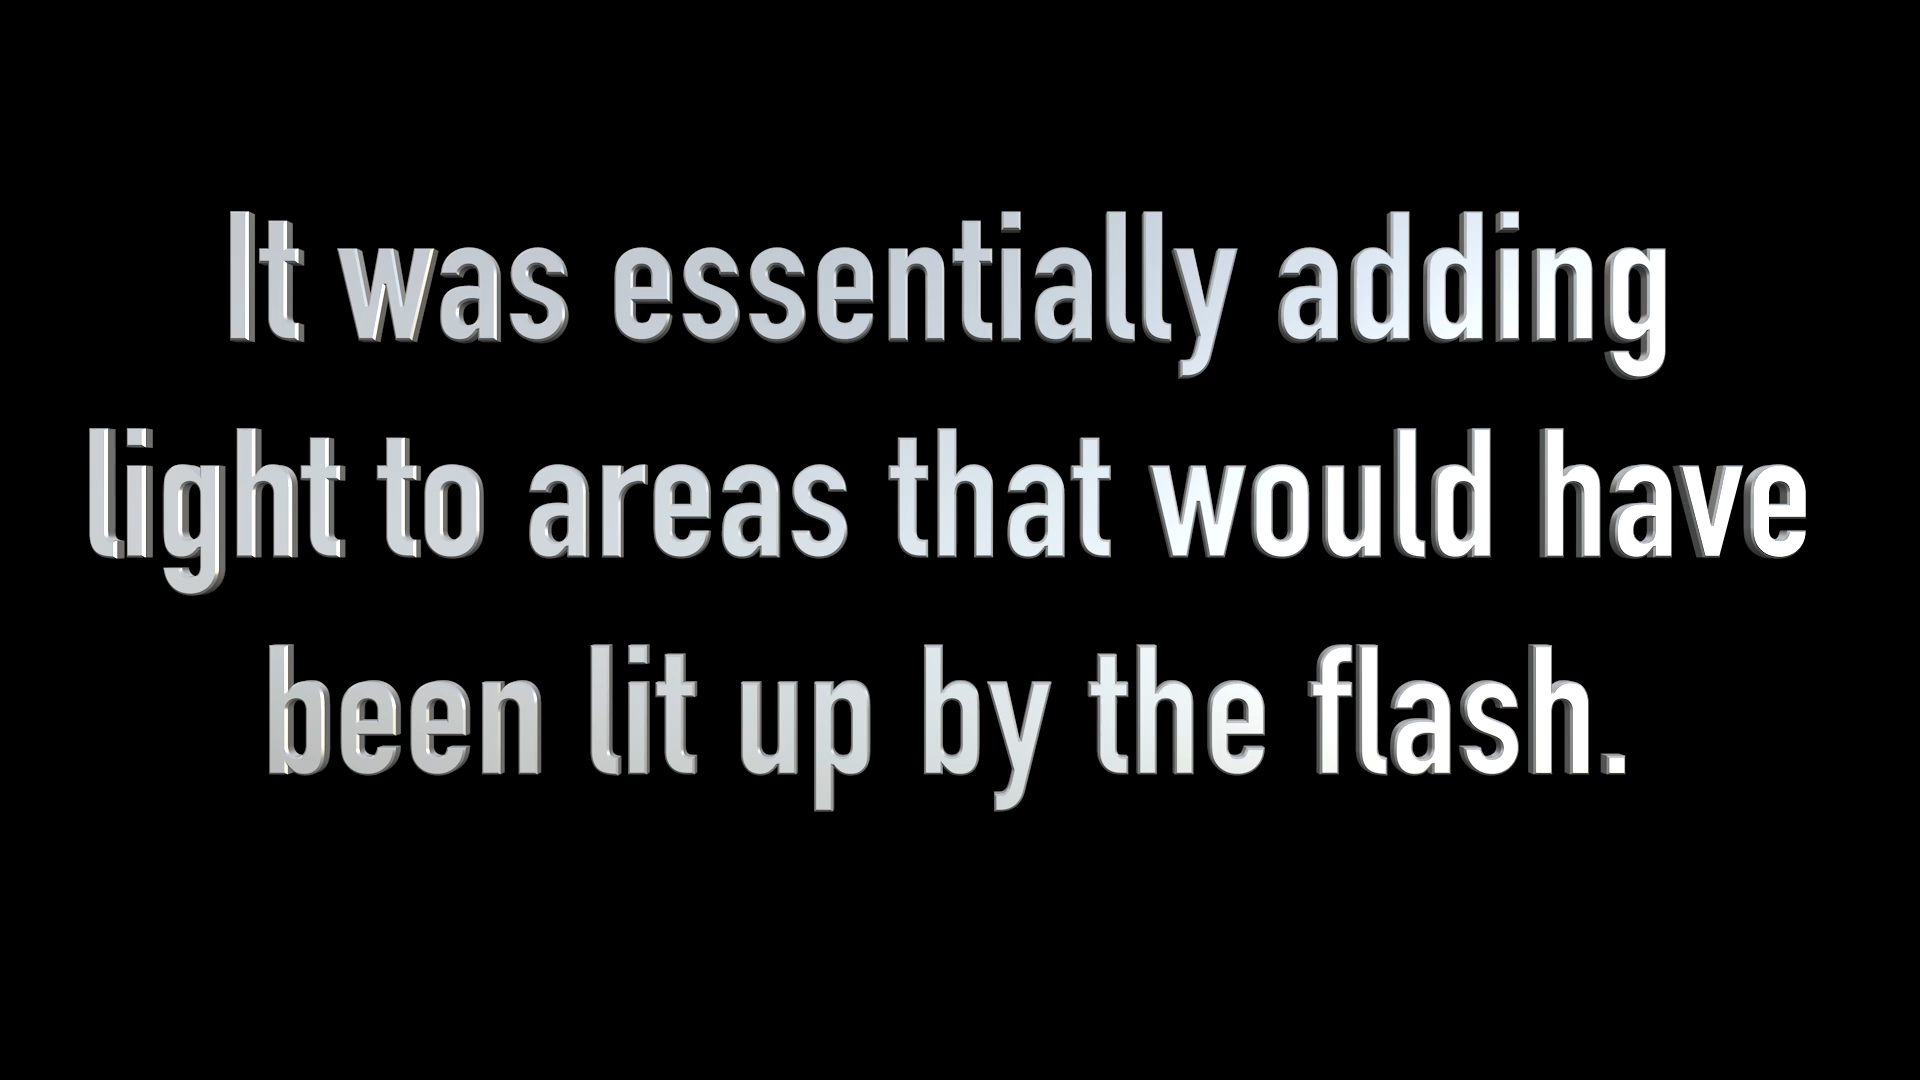 It was essentially adding
light to areas that would have
been lit up by the flash.